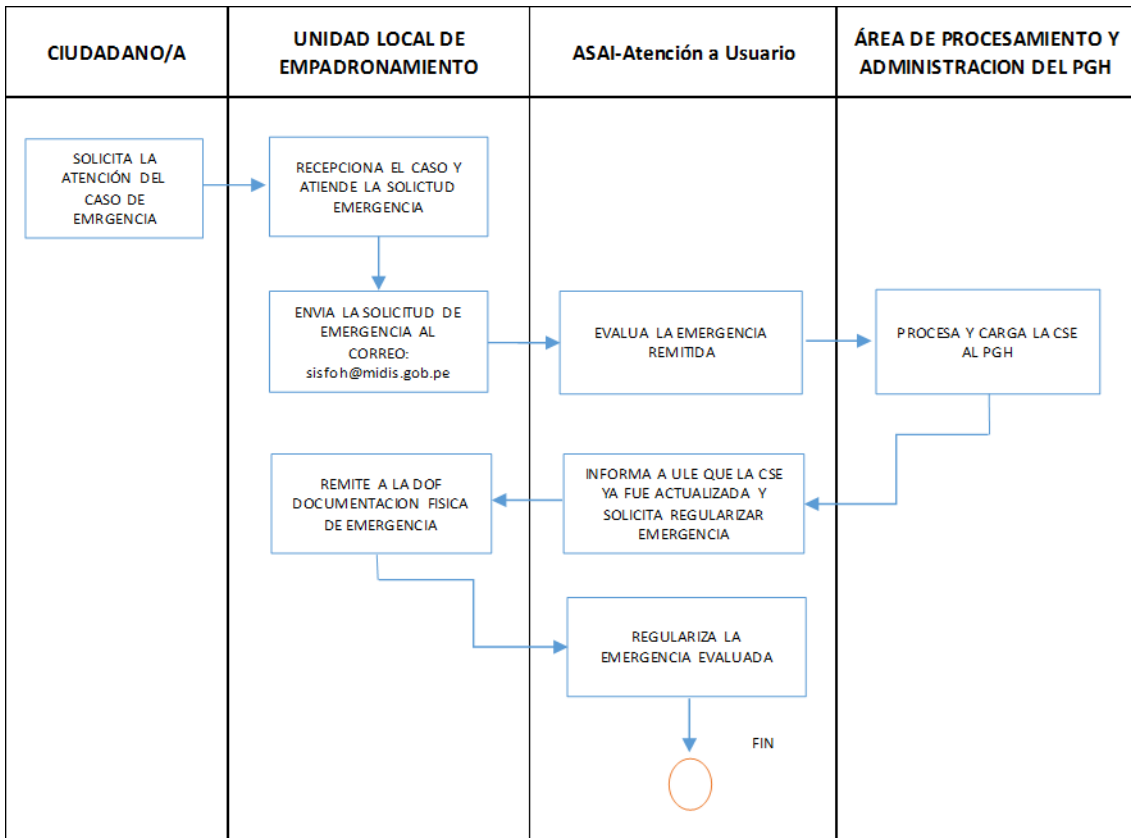 CIUDADANO/A
UNIDAD LOCAL DE
EMPADRONAMIENTO
ASAI-Atención a Usuario
ÁREA DE PROCESAMIENTO Y
ADMINISTRACION DEL PGH
SOLICITA LA
ATENCIÓN DEL
CASO DE
EMRGENCIA
RECEPCIONA EL CASO Y
ATIENDE LA SOLICTUD
EMERGENCIA
ENVIA LA SOLICITUD DE
EMERGENCIA AL
CORREO:
sisfoh@midis.gob.pe
EVALUA LA EMERGENCIA
REMITIDA
PROCESA Y CARGA LA CSE
AL PGH
REMITE A LA DOF
DOCUMENTACION FISICA
DE EMERGENCIA
INFORMA A ULE QUE LA CSE
YA FUE ACTUALIZADA Y
SOLICITA REGULARIZAR
EMERGENCIA
REGULARIZA LA
EMERGENCIA EVALUADA
FIN